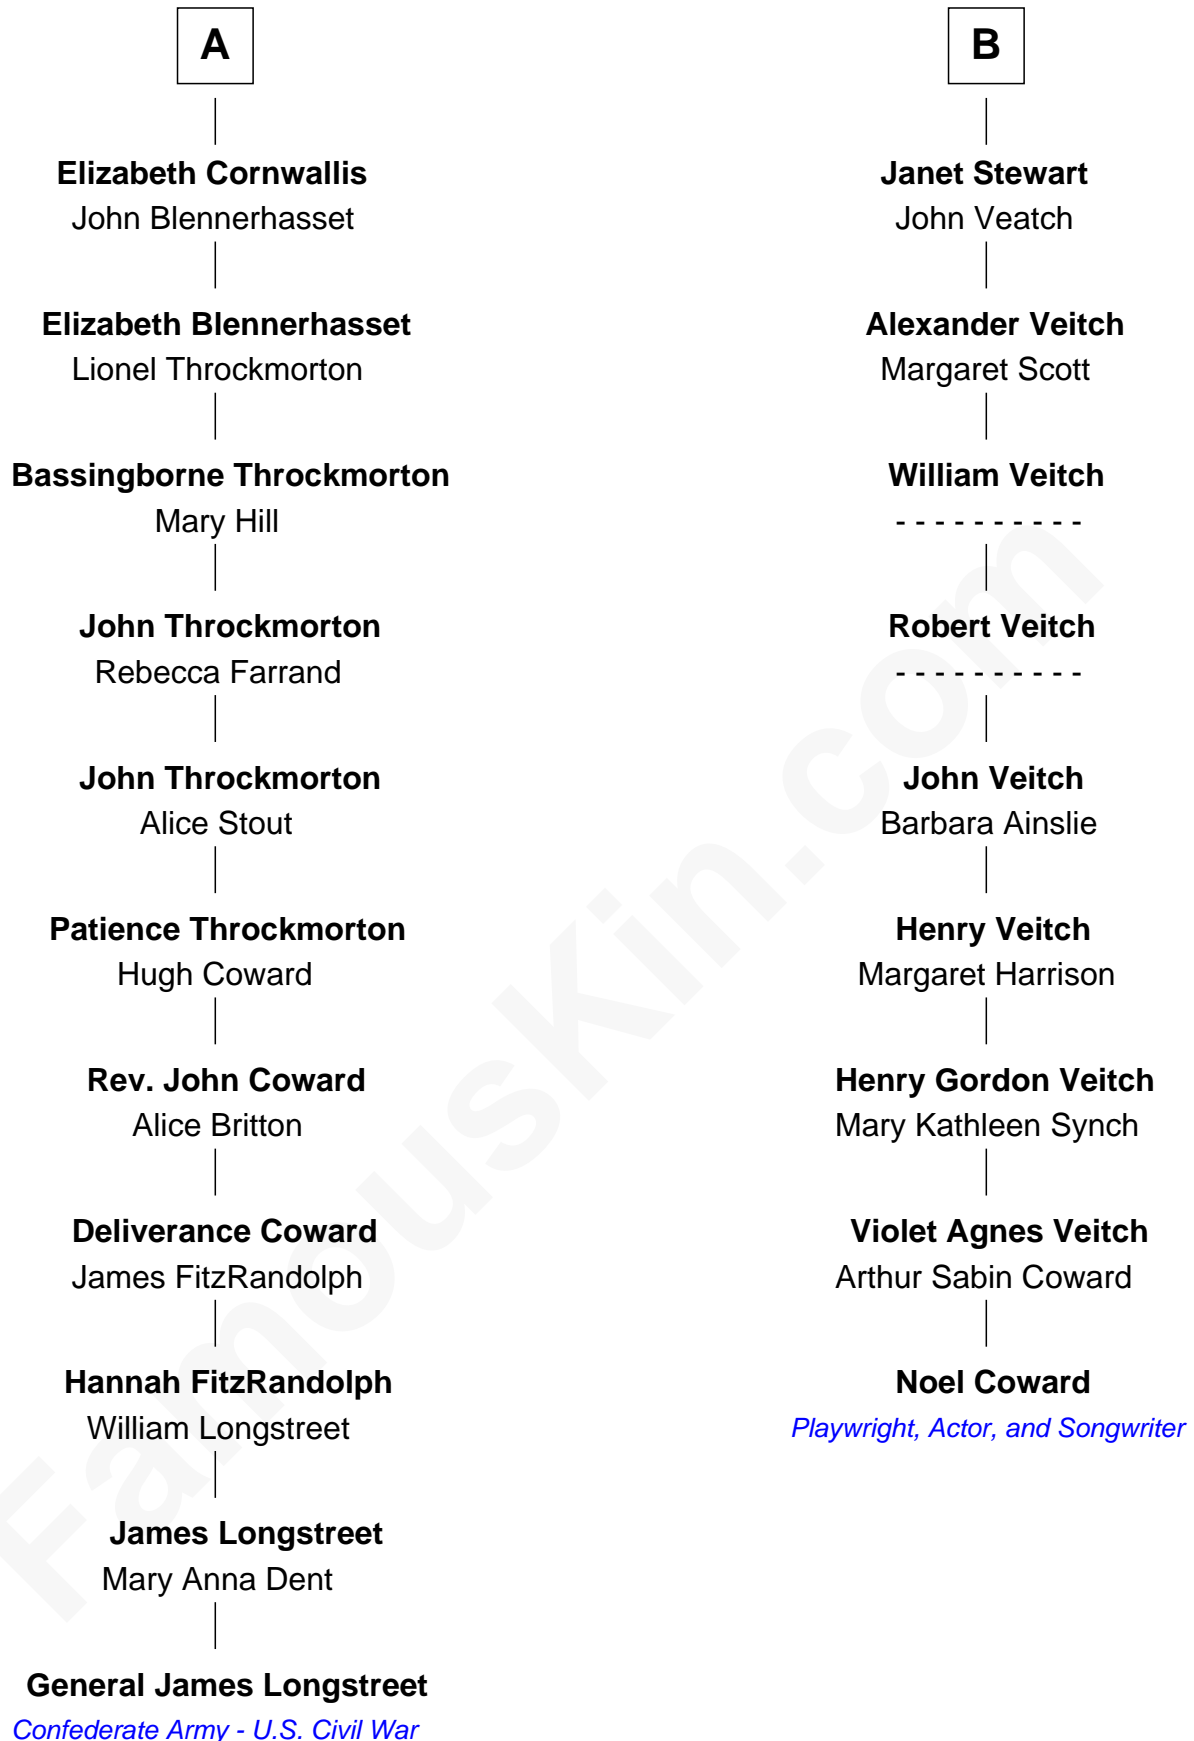 A
Elizabeth Cornwallis
John Blennerhasset
Elizabeth Blennerhasset
Lionel Throckmorton
Bassingborne Throckmorton
Mary Hill
John Throckmorton
Rebecca Farrand
John Throckmorton
Alice Stout
Patience Throckmorton
Hugh Coward
Rev. John Coward
Alice Britton
Deliverance Coward
James FitzRandolph
Hannah FitzRandolph
William Longstreet
James Longstreet
Mary Anna Dent
General James Longstreet
Confederate Army - U.S. Civil War
B
Janet Stewart
John Veatch
Alexander Veitch
Margaret Scott
William Veitch
- - - - - - - - - -
Robert Veitch
- - - - - - - - - -
John Veitch
Barbara Ainslie
Henry Veitch
Margaret Harrison
Henry Gordon Veitch
Mary Kathleen Synch
Violet Agnes Veitch
Arthur Sabin Coward
Noel Coward
Playwright, Actor, and Songwriter
FamousKin.com